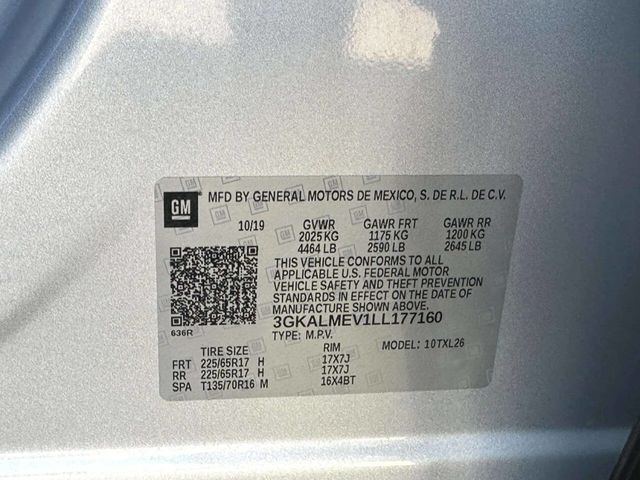 GM MFD BY GENERAL MOTORS DE MEXICO, S. DE R.L. DE C.V.
10/19 GVWR GAWR FRT GAWR RR
2025 KG 1175 KG 1200 KG
4464 LB 2590 LB 2645 LB
THIS VEHICLE CONFORMS TO ALL
APPLICABLE U.S. FEDERAL MOTOR
VEHICLE SAFETY AND THEFT PREVENTION
STANDARDS IN EFFECT ON THE DATE OF
MANUFACTURE SHOWN ABOVE.
636R 3GKALMEV1LL177160
TYPE: M.P.V. MODEL: 10TXL26
TIRE SIZE RIM
FRT 225/65R17 H 17X7J
RR 225/65R17 H 17X7J
SPA T135/70R16 M 16X4BT